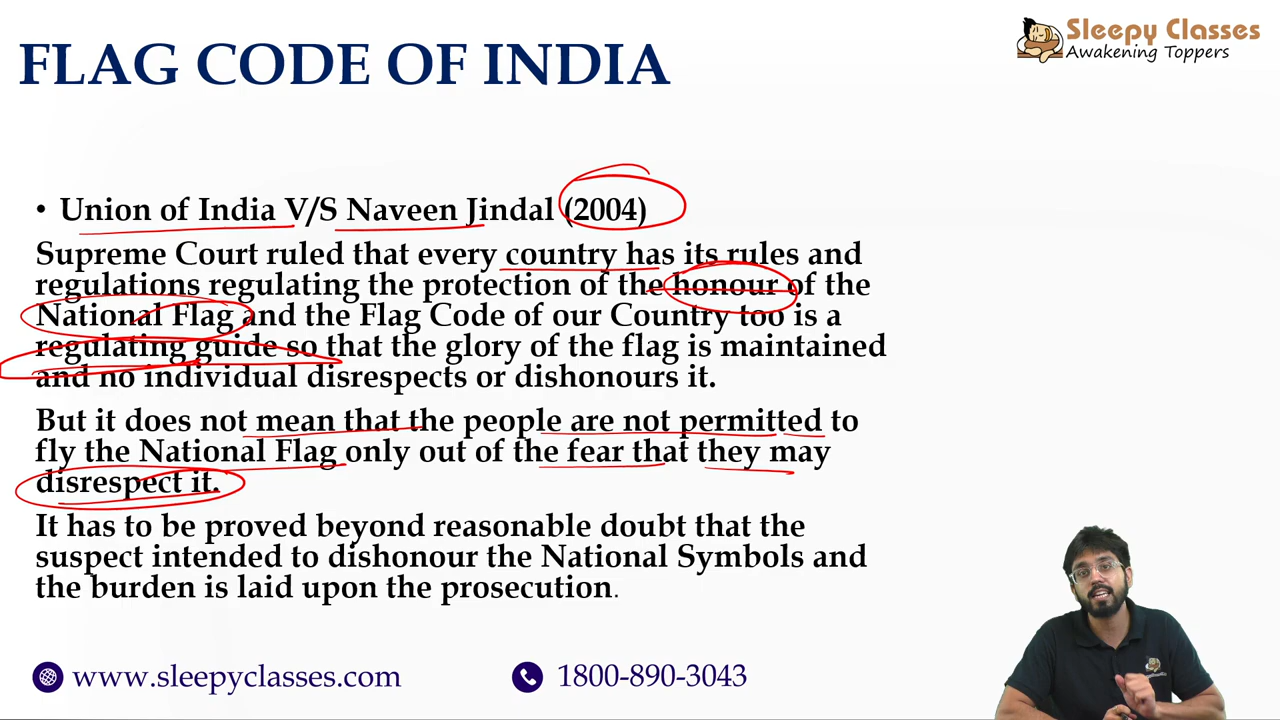 FLAG CODE OF INDIA
Sleepy Classes
Awakening Toppers
• Union of India V/S Naveen Jindal (2004)
Supreme Court ruled that every country has its rules and
regulations regulating the protection of the honour of the
National Flag and the Flag Code of our Country too is a
regulating guide so that the glory of the flag is maintained
and no individual disrespects or dishonours it.
But it does not mean that the people are not permitted to
fly the National Flag only out of the fear that they may
disrespect it.
It has to be proved beyond reasonable doubt that the
suspect intended to dishonour the National Symbols and
the burden is laid upon the prosecution.
www.sleepyclasses.com
1800-890-3043